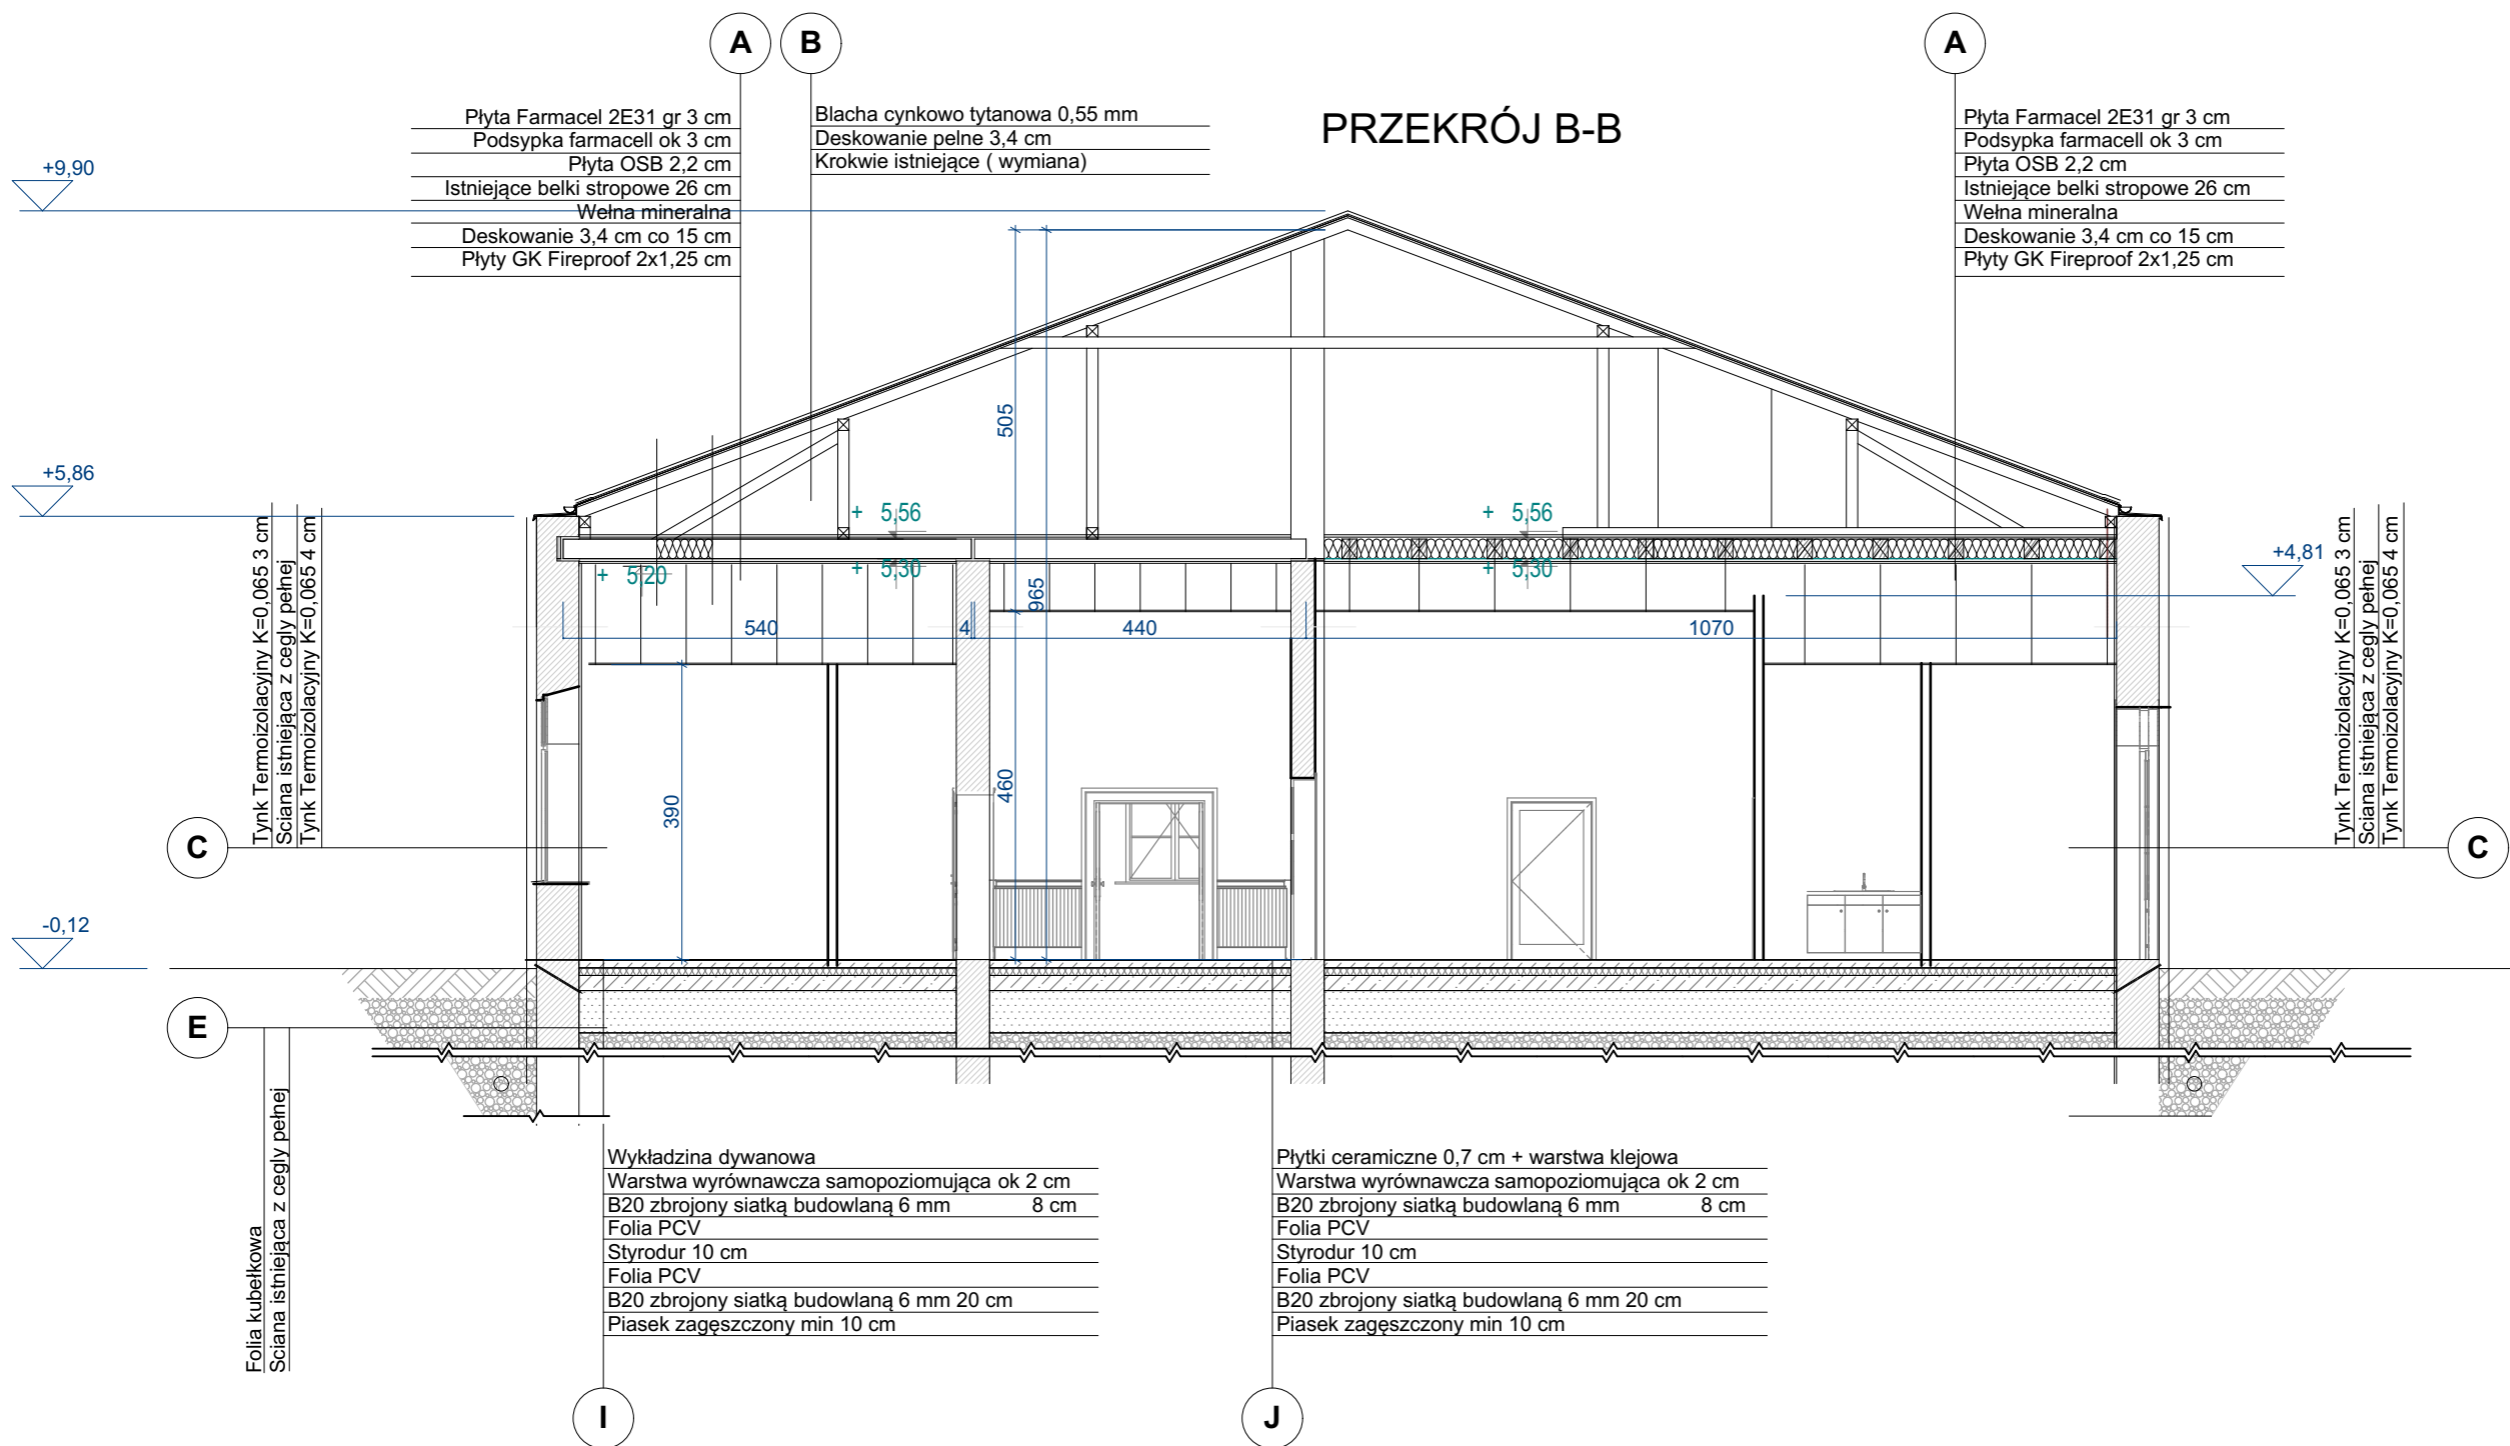 A
B
A
PRZEKRÓJ B-B
Płyta Farmacel 2E31 gr 3 cm
Podsypka farmacell ok 3 cm
Płyta OSB 2,2 cm
Istniejące belki stropowe 26 cm
Wełna mineralna
Deskowanie 3,4 cm co 15 cm
Płyty GK Fireproof 2x1,25 cm
Blacha cynkowo tytanowa 0,55 mm
Deskowanie pelne 3,4 cm
Krokwie istniejące ( wymiana)
Płyta Farmacel 2E31 gr 3 cm
Podsypka farmacell ok 3 cm
Płyta OSB 2,2 cm
Istniejące belki stropowe 26 cm
Wełna mineralna
Deskowanie 3,4 cm co 15 cm
Płyty GK Fireproof 2x1,25 cm
+9,90
505
+5,86
+ 5,56
+ 5,56
+ 5,20
+ 5,30
+ 5,30
+4,81
965
540
4
440
1070
390
460
Tynk Termoizolacyjny K=0,065 3 cm
Sciana istniejąca z cegly pełnej
Tynk Termoizolacyjny K=0,065 4 cm
Tynk Termoizolacyjny K=0,065 3 cm
Sciana istniejąca z cegly pełnej
Tynk Termoizolacyjny K=0,065 4 cm
C
C
-0,12
E
Folia kubełkowa
Sciana istniejąca z cegly pełnej
Wykładzina dywanowa
Warstwa wyrównawcza samopoziomująca ok 2 cm
B20 zbrojony siatką budowlaną 6 mm 8 cm
Folia PCV
Styrodur 10 cm
Folia PCV
B20 zbrojony siatką budowlaną 6 mm 20 cm
Piasek zagęszczony min 10 cm
Płytki ceramiczne 0,7 cm + warstwa klejowa
Warstwa wyrównawcza samopoziomująca ok 2 cm
B20 zbrojony siatką budowlaną 6 mm 8 cm
Folia PCV
Styrodur 10 cm
Folia PCV
B20 zbrojony siatką budowlaną 6 mm 20 cm
Piasek zagęszczony min 10 cm
I
J